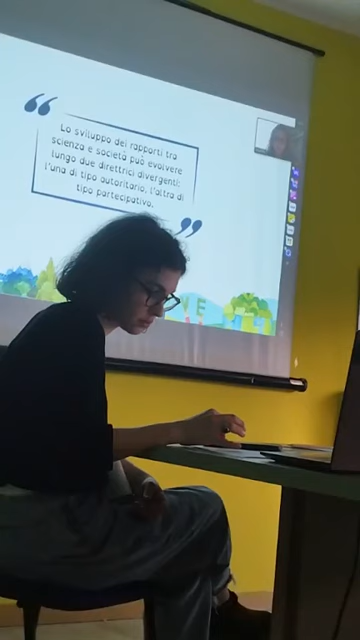 “
Lo sviluppo dei rapporti tra
scienza e società può evolvere
lungo due direttrici divergenti:
l'una di tipo autoritario, l'altra di
tipo partecipativo.
”